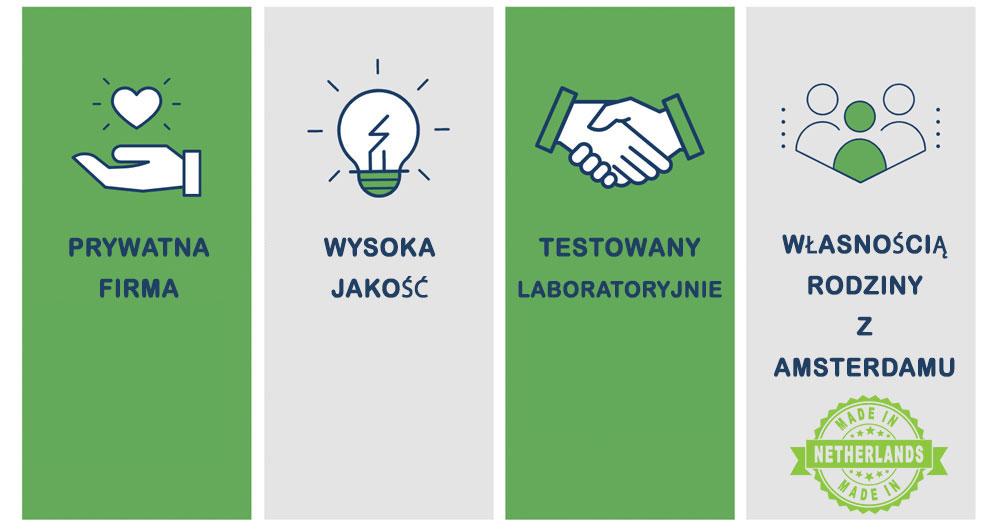 PRYWATNA
FIRMA
WYSOKA
JAKOŚĆ
TESTOWANY
LABORATORYJNIE
WŁASNOŚCIĄ
RODZINY
Z
AMSTERDAMU
MADE IN
NETHERLANDS
MADE IN